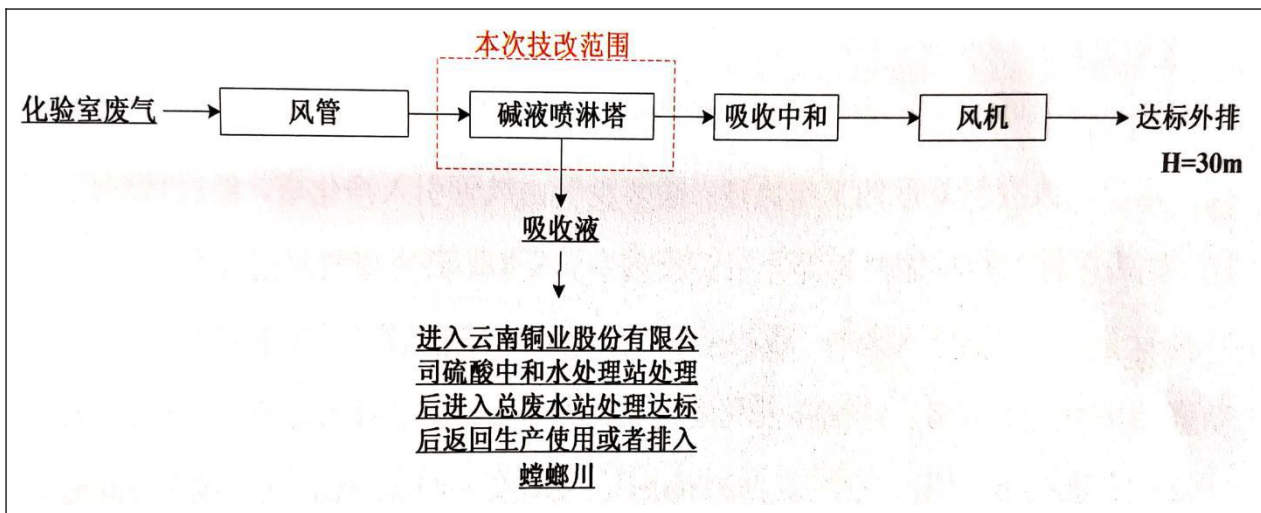 本次技改范围
化验室废气
风管
碱液喷淋塔
吸收中和
风机
达标外排
H=30m
吸收液
进入云南铜业股份有限公
司硫酸中和水处理站处理
后进入总废水站处理达标
后返回生产使用或者排入
螳螂川